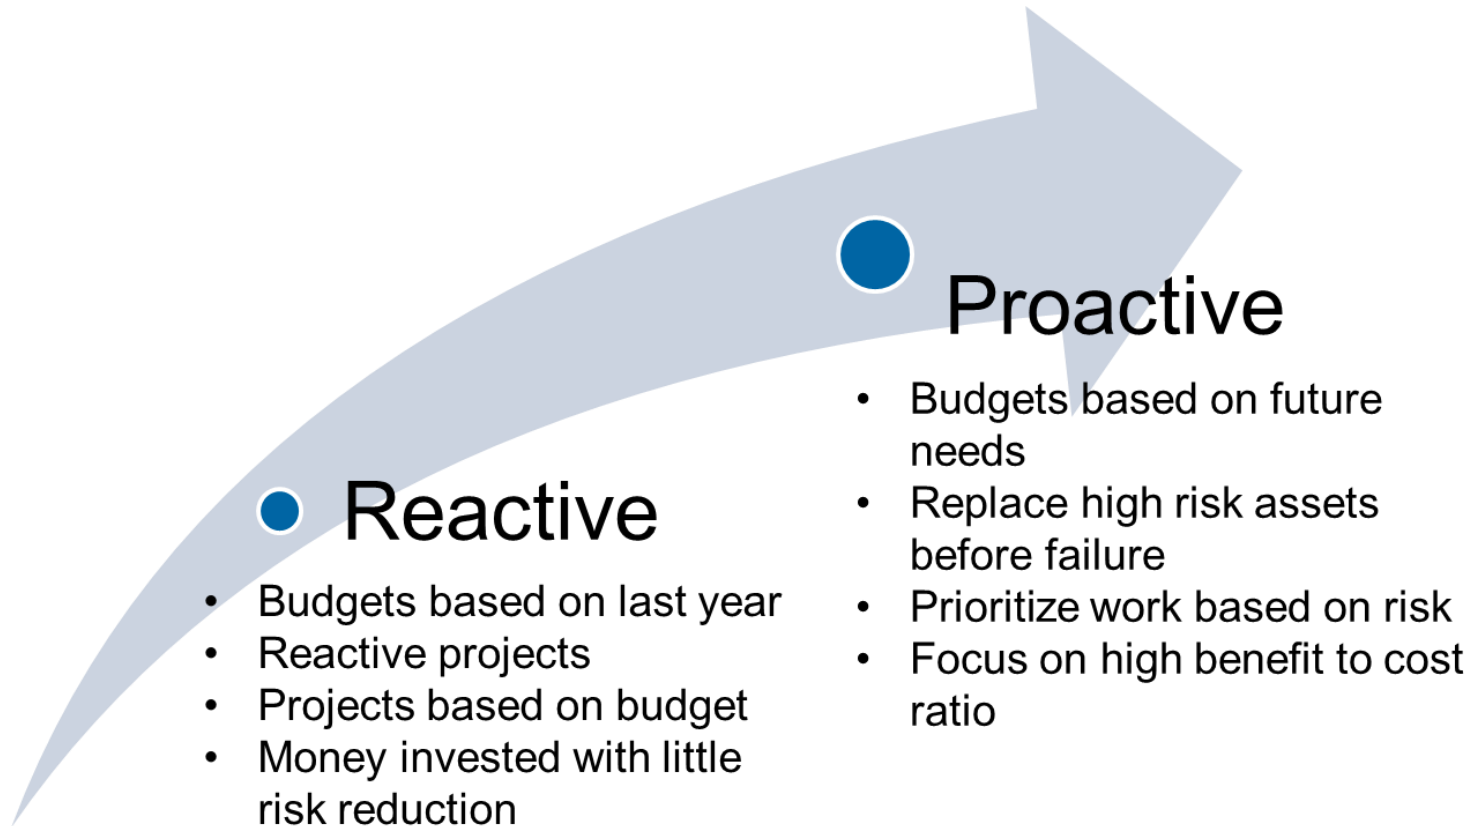 Reactive
• Budgets based on last year
• Reactive projects
• Projects based on budget
• Money invested with little
risk reduction
Proactive
• Budgets based on future
needs
• Replace high risk assets
before failure
• Prioritize work based on risk
• Focus on high benefit to cost
ratio